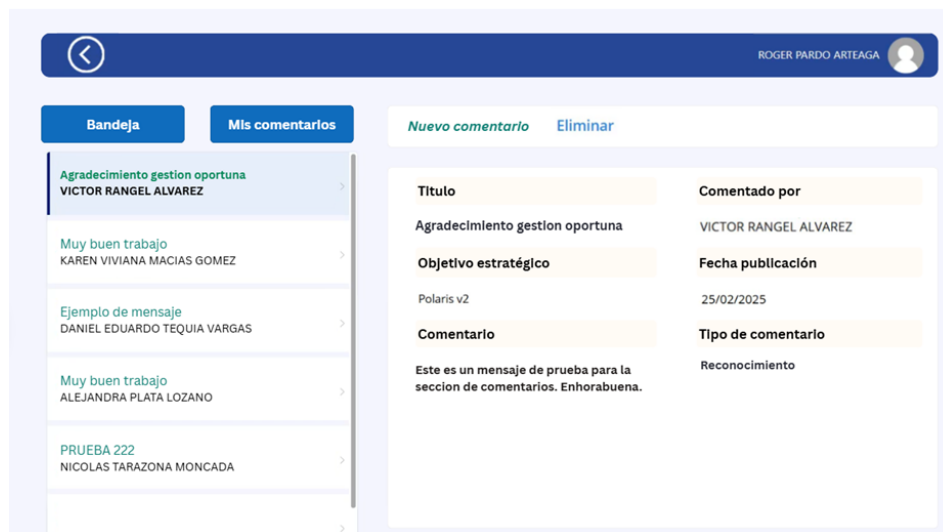 ROGER PARDO ARTEAGA
Bandeja
Mis comentarios
Nuevo comentario
Eliminar
Agradecimiento gestion oportuna
VICTOR RANGEL ALVAREZ
Muy buen trabajo
KAREN VIVIANA MACIAS GOMEZ
Ejemplo de mensaje
DANIEL EDUARDO TEQUIA VARGAS
Muy buen trabajo
ALEJANDRA PLATA LOZANO
PRUEBA 222
NICOLAS TARAZONA MONCADA
Titulo
Agradecimiento gestion oportuna
Objetivo estratégico
Polaris v2
Comentario
Este es un mensaje de prueba para la
seccion de comentarios. Enhorabuena.
Comentado por
VICTOR RANGEL ALVAREZ
Fecha publicación
25/02/2025
Tipo de comentario
Reconocimiento